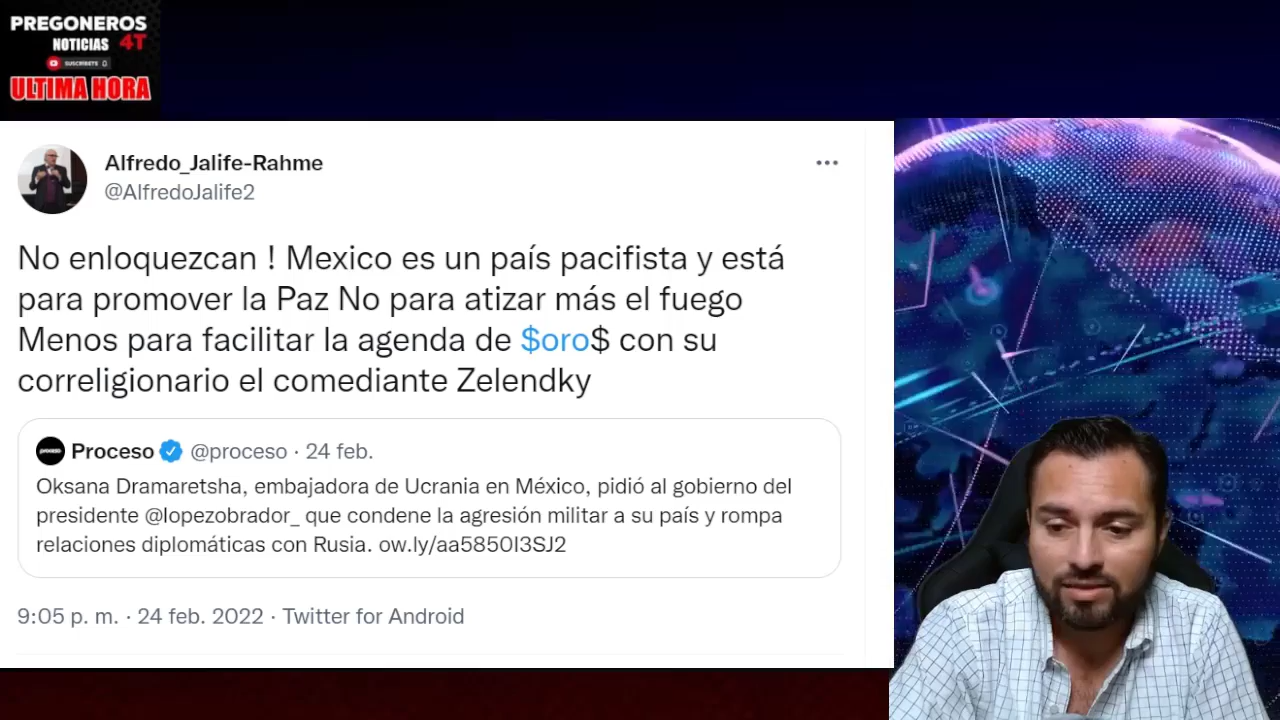 PREGONEROS
NOTICIAS 4T
SUSCRÍBETE
ULTIMA HORA
Alfredo_Jalife-Rahme
@AlfredoJalife2
No enloquezcan ! Mexico es un país pacifista y está
para promover la Paz No para atizar más el fuego
Menos para facilitar la agenda de $oro$ con su
correligionario el comediante Zelendky
Proceso @proceso · 24 feb.
Oksana Dramaretsha, embajadora de Ucrania en México, pidió al gobierno del
presidente @lopezobrador_ que condene la agresión militar a su país y rompa
relaciones diplomáticas con Rusia. ow.ly/aa5850I3SJ2
9:05 p. m. · 24 feb. 2022 · Twitter for Android